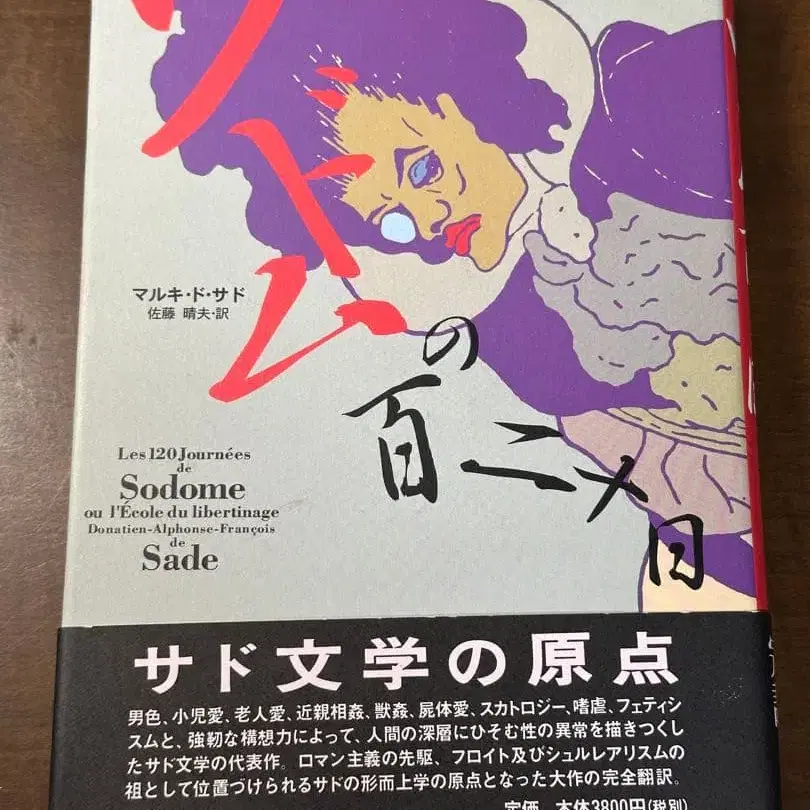 ソドム
の
百二十日
マルキ・ド・サド
佐藤 晴夫・訳
Les 120 Journées
de
Sodome
ou l'École du libertinage
Donatien-Alphonse-François
de
Sade
サド文学の原点
男色、小児愛、老人愛、近親相姦、獣姦、屍体愛、スカトロジー、嗜虐、フェティシ
スムと、強靭な構想力によって、人間の深層にひそむ性の異常を描きつくし
たサド文学の代表作。ロマン主義の先駆、フロイト及びシュルレアリスムの
祖として位置づけられるサドの形而上学の原点となった大作の完全翻訳。
定価 本体3800円(税別)